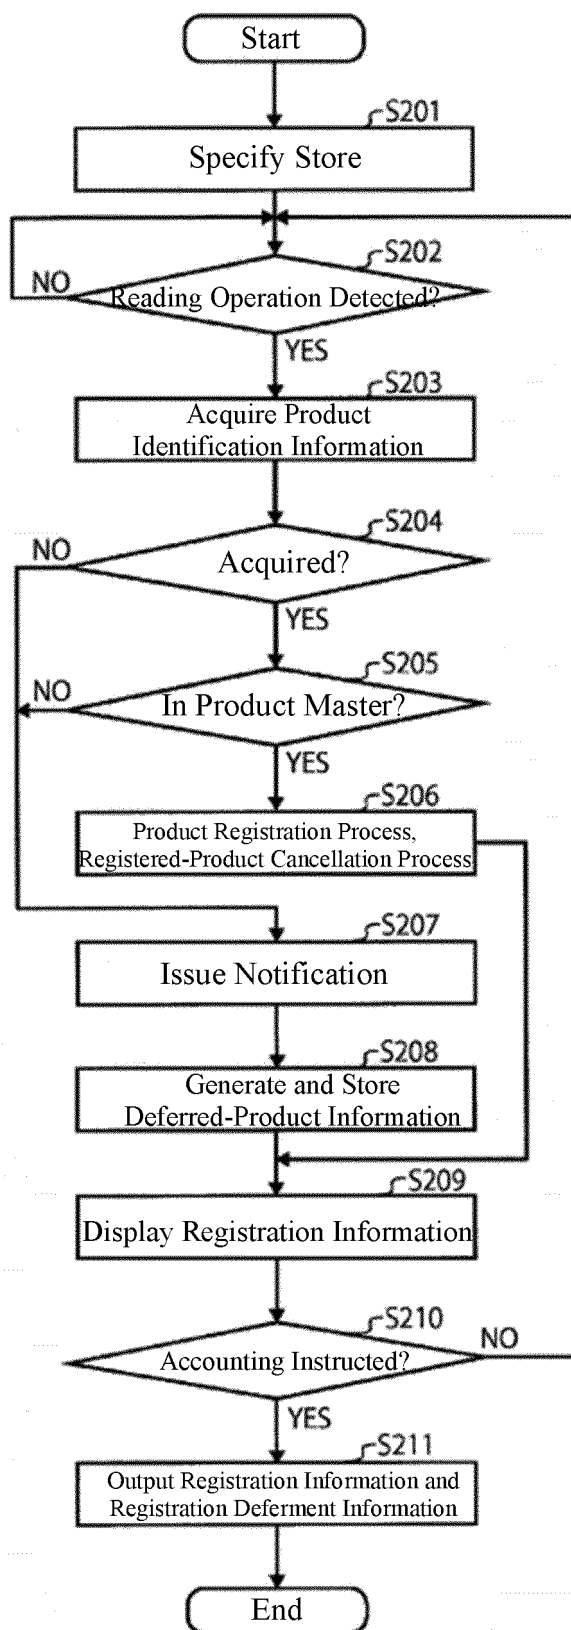 Start
S201
Specify Store
S202
NO
Reading Operation Detected?
YES
S203
Acquire Product
Identification Information
S204
NO
Acquired?
YES
S205
NO
In Product Master?
YES
S206
Product Registration Process,
Registered-Product Cancellation Process
S207
Issue Notification
S208
Generate and Store
Deferred-Product Information
S209
Display Registration Information
S210
NO
Accounting Instructed?
YES
S211
Output Registration Information and
Registration Deferment Information
End